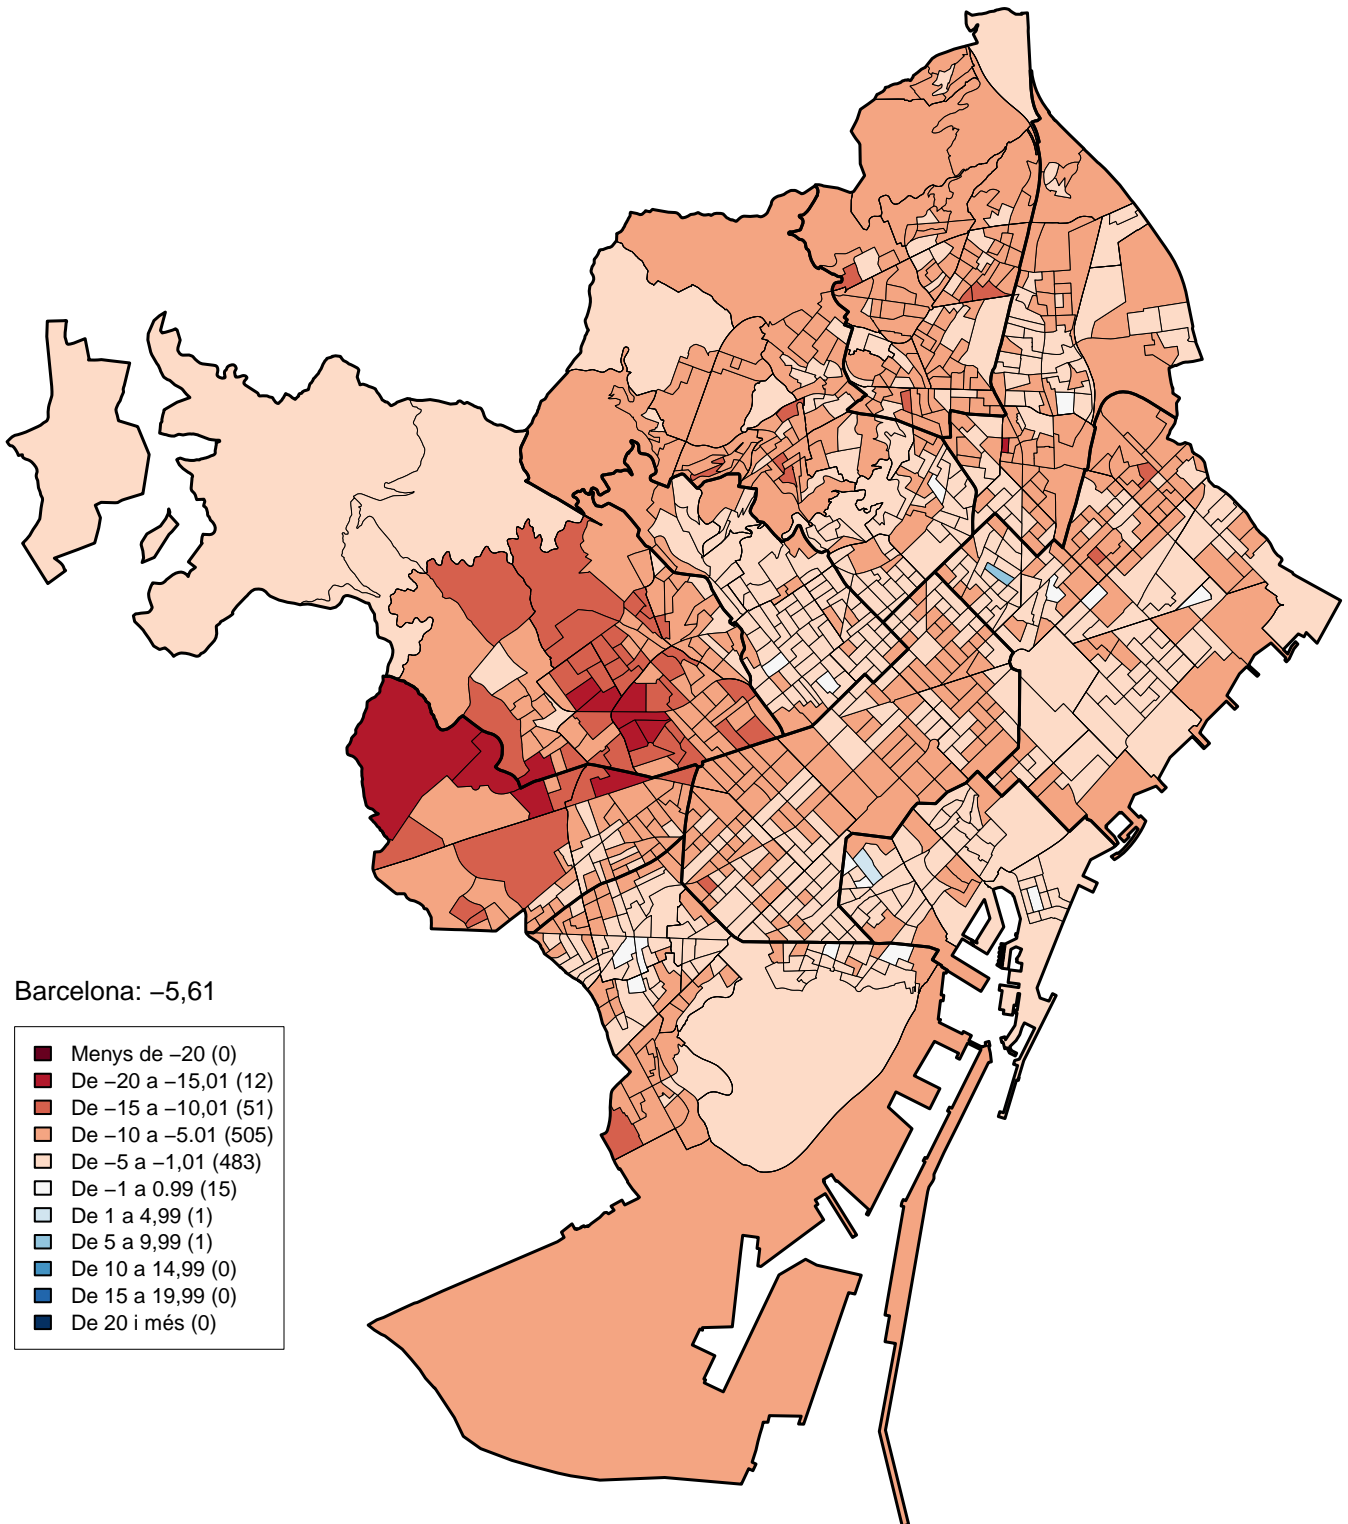 Barcelona: −5,61
Menys de −20 (0)
De −20 a −15,01 (12)
De −15 a −10,01 (51)
De −10 a −5.01 (505)
De −5 a −1,01 (483)
De −1 a 0.99 (15)
De 1 a 4,99 (1)
De 5 a 9,99 (1)
De 10 a 14,99 (0)
De 15 a 19,99 (0)
De 20 i més (0)